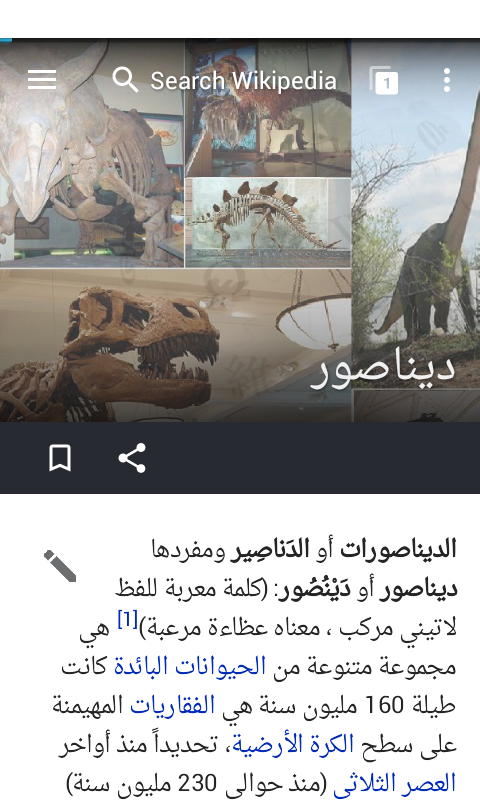 Search Wikipedia
1
ديناصور
الديناصورات أو الدَناصِير ومفردها
ديناصور أو دَيْنُصُور: (كلمة معربة للفظ
لاتيني مركب ، معناه عظاءة مرعبة)[1] هي
مجموعة متنوعة من الحيوانات البائدة كانت
طيلة 160 مليون سنة هي الفقاريات المهيمنة
على سطح الكرة الأرضية، تحديداً منذ أواخر
العصر الثلاثي (منذ حوالي 230 مليون سنة)